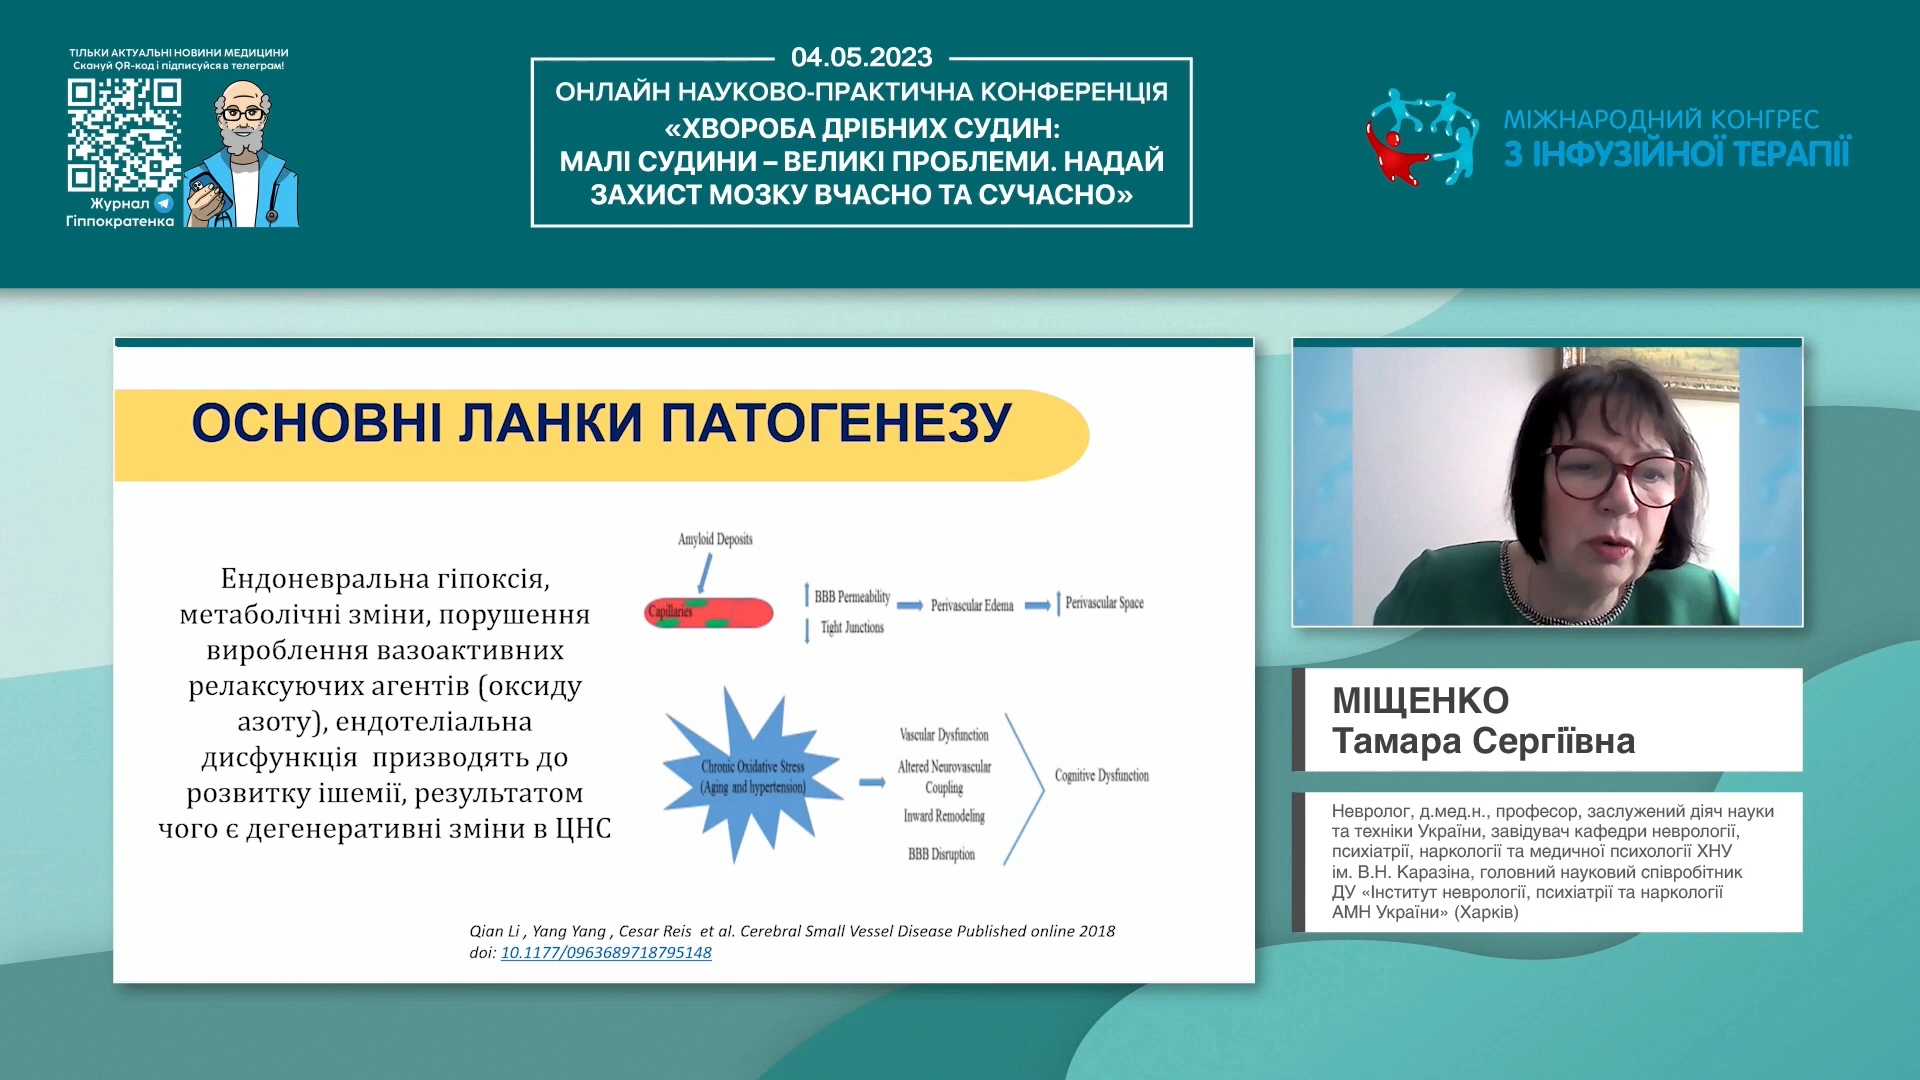 ТІЛЬКИ АКТУАЛЬНІ НОВИНИ МЕДИЦИНИ
Скануй QR-код і підписуйся в телеграм!
Журнал
Гіппократенка
04.05.2023
ОНЛАЙН НАУКОВО-ПРАКТИЧНА КОНФЕРЕНЦІЯ
«ХВОРОБА ДРІБНИХ СУДИН:
МАЛІ СУДИНИ – ВЕЛИКІ ПРОБЛЕМИ. НАДАЙ
ЗАХИСТ МОЗКУ ВЧАСНО ТА СУЧАСНО»
МІЖНАРОДНИЙ КОНГРЕС
З ІНФУЗІЙНОЇ ТЕРАПІЇ
ОСНОВНІ ЛАНКИ ПАТОГЕНЕЗУ
Ендоневральна гіпоксія,
метаболічні зміни, порушення
вироблення вазоактивних
релаксуючих агентів (оксиду
азоту), ендотеліальна
дисфункція призводять до
розвитку ішемії, результатом
чого є дегенеративні зміни в ЦНС
Amyloid Deposits
Capillaries
BBB Permeability
Tight Junctions
Perivascular Edema
Perivascular Space
Chronic Oxidative Stress
(Aging and hypertension)
Vascular Dysfunction
Altered Neurovascular
Coupling
Inward Remodeling
BBB Disruption
Cognitive Dysfunction
Qian Li , Yang Yang , Cesar Reis et al. Cerebral Small Vessel Disease Published online 2018
doi: 10.1177/0963689718795148
МІЩЕНКО
Тамара Сергіївна
Невролог, д.мед.н., професор, заслужений діяч науки
та техніки України, завідувач кафедри неврології,
психіатрії, наркології та медичної психології ХНУ
ім. В.Н. Каразіна, головний науковий співробітник
ДУ «Інститут неврології, психіатрії та наркології
АМН України» (Харків)